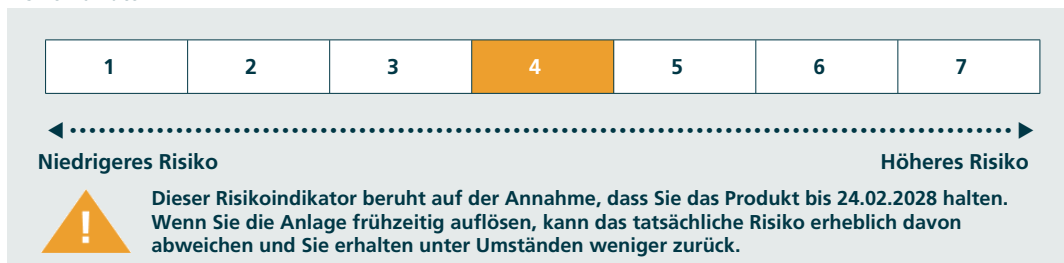 1 2 3 4 5 6 7
Niedrigeres Risiko Höheres Risiko
!
Dieser Risikoindikator beruht auf der Annahme, dass Sie das Produkt bis 24.02.2028 halten.
Wenn Sie die Anlage frühzeitig auflösen, kann das tatsächliche Risiko erheblich davon
abweichen und Sie erhalten unter Umständen weniger zurück.